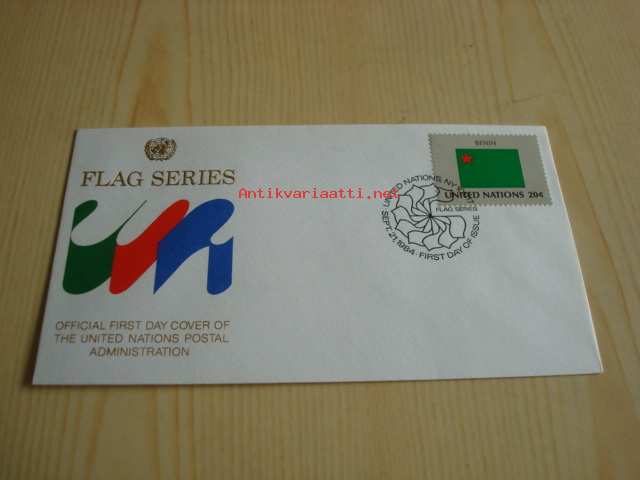 FLAG SERIES
OFFICIAL FIRST DAY COVER OF
THE UNITED NATIONS POSTAL
ADMINISTRATION
BENIN
UNITED NATIONS 20¢
UNITED NATIONS, NY
FLAG SERIES
SEPT. 21, 1984 · FIRST DAY OF ISSUE
Antikvariaatti.net